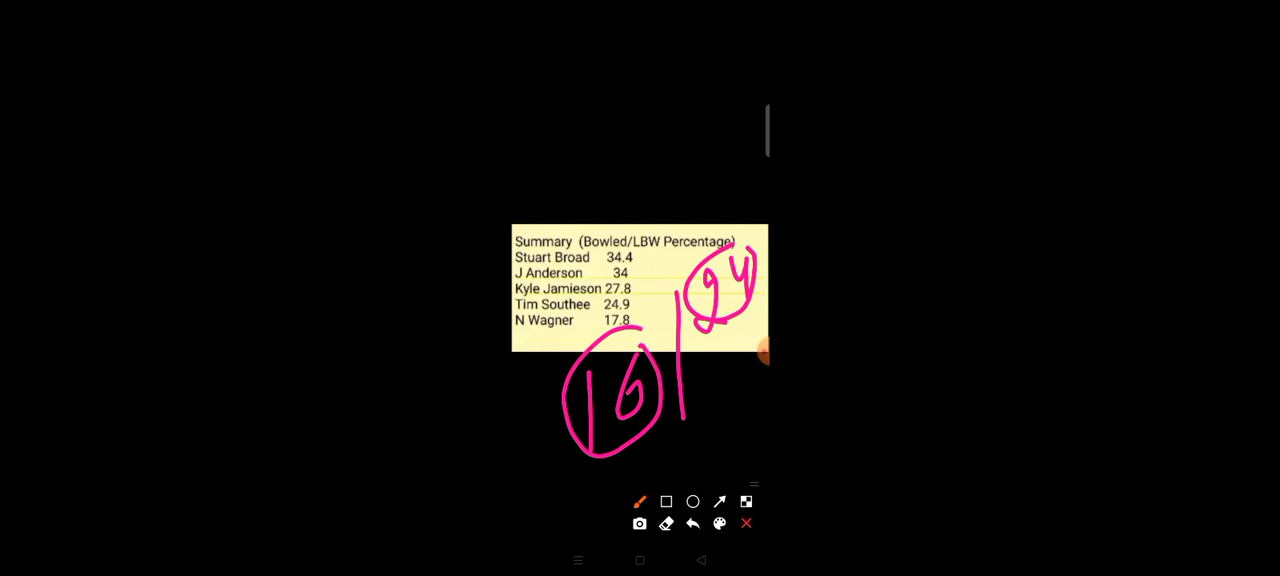 Summary (Bowled/LBW Percentage)
Stuart Broad 34.4
J Anderson 34
Kyle Jamieson 27.8
Tim Southee 24.9
N Wagner 17.8
24
16